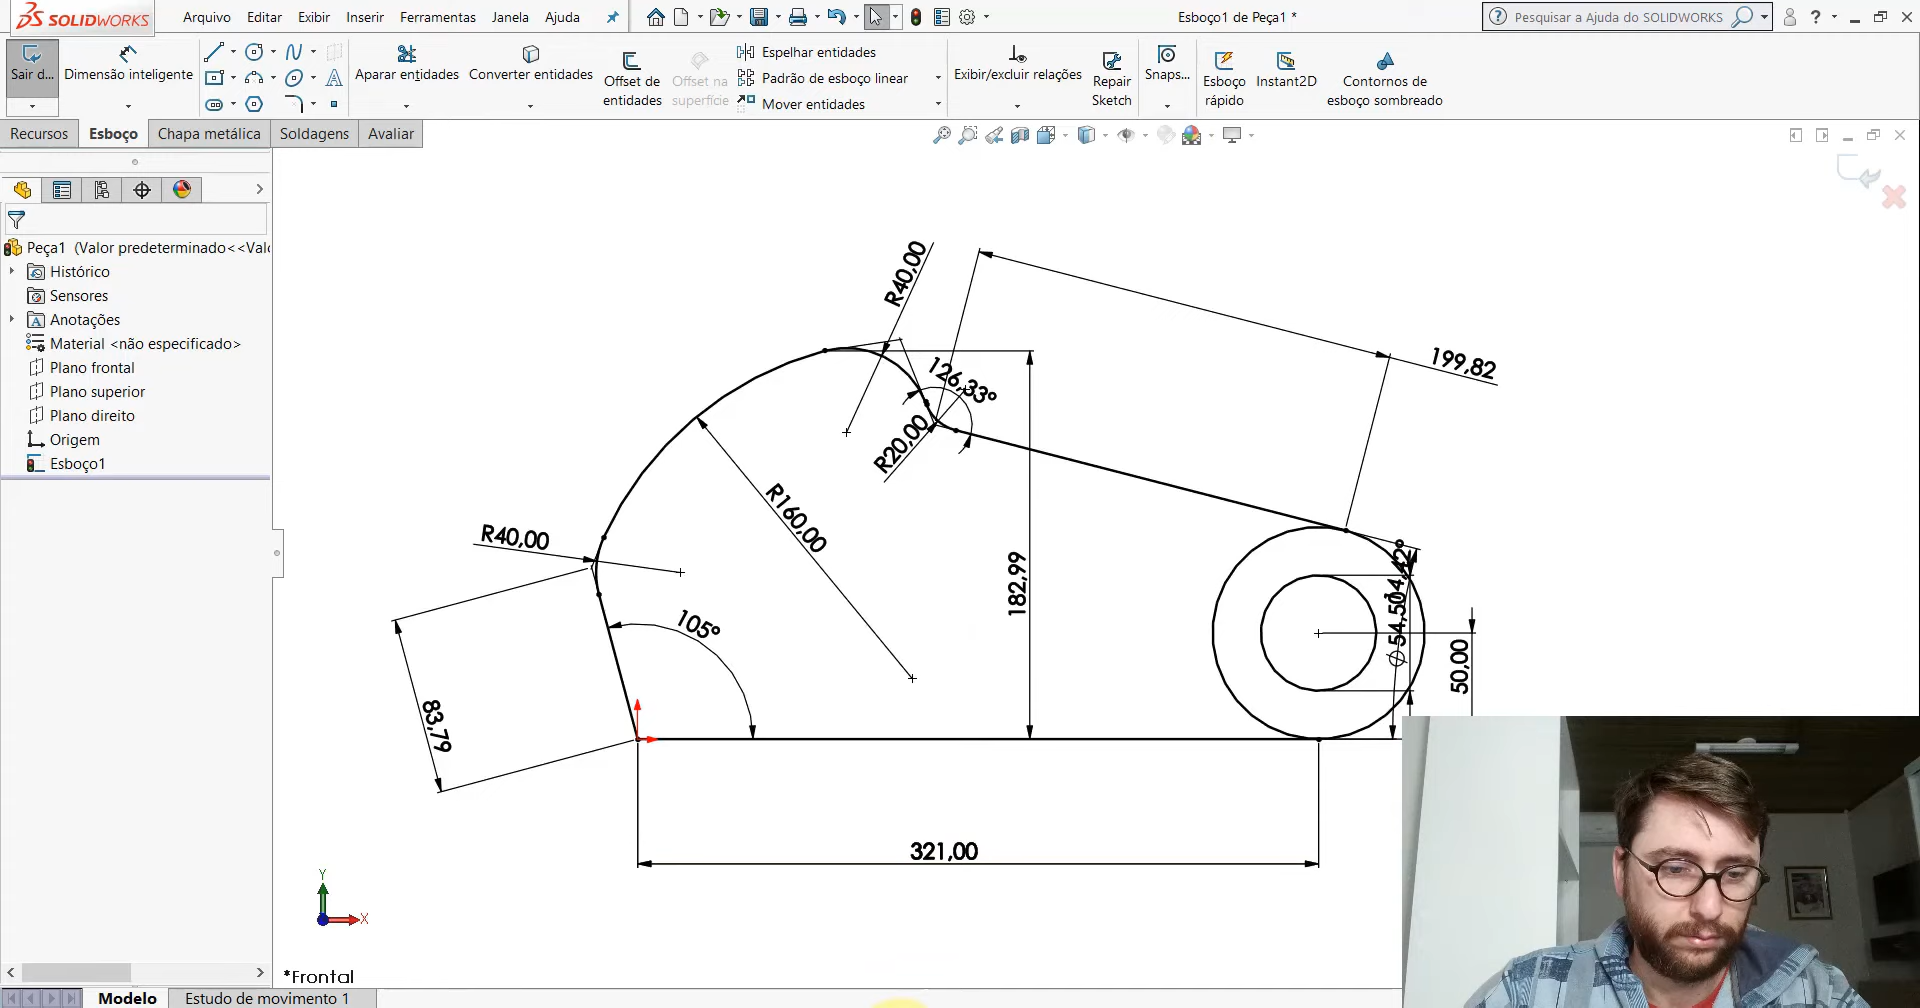 SOLIDWORKS
Arquivo
Editar
Exibir
Inserir
Ferramentas
Janela
Ajuda
Esboço1 de Peça1 *
Pesquisar a Ajuda do SOLIDWORKS
Sair d...
Dimensão inteligente
Aparar entidades
Converter entidades
Offset de entidades
Offset na superfície
Espelhar entidades
Padrão de esboço linear
Mover entidades
Exibir/excluir relações
Repair Sketch
Snaps...
Esboço rápido
Instant2D
Contornos de esboço sombreado
Recursos
Esboço
Chapa metálica
Soldagens
Avaliar
Peça1 (Valor predeterminado<<Val
Histórico
Sensores
Anotações
Material <não especificado>
Plano frontal
Plano superior
Plano direito
Origem
Esboço1
R40,00
199,82
126,33°
R20,00
R160,00
R40,00
182,99
105°
14,42°
Ø 54,50
50,00
83,79
321,00
Y
X
*Frontal
Modelo
Estudo de movimento 1